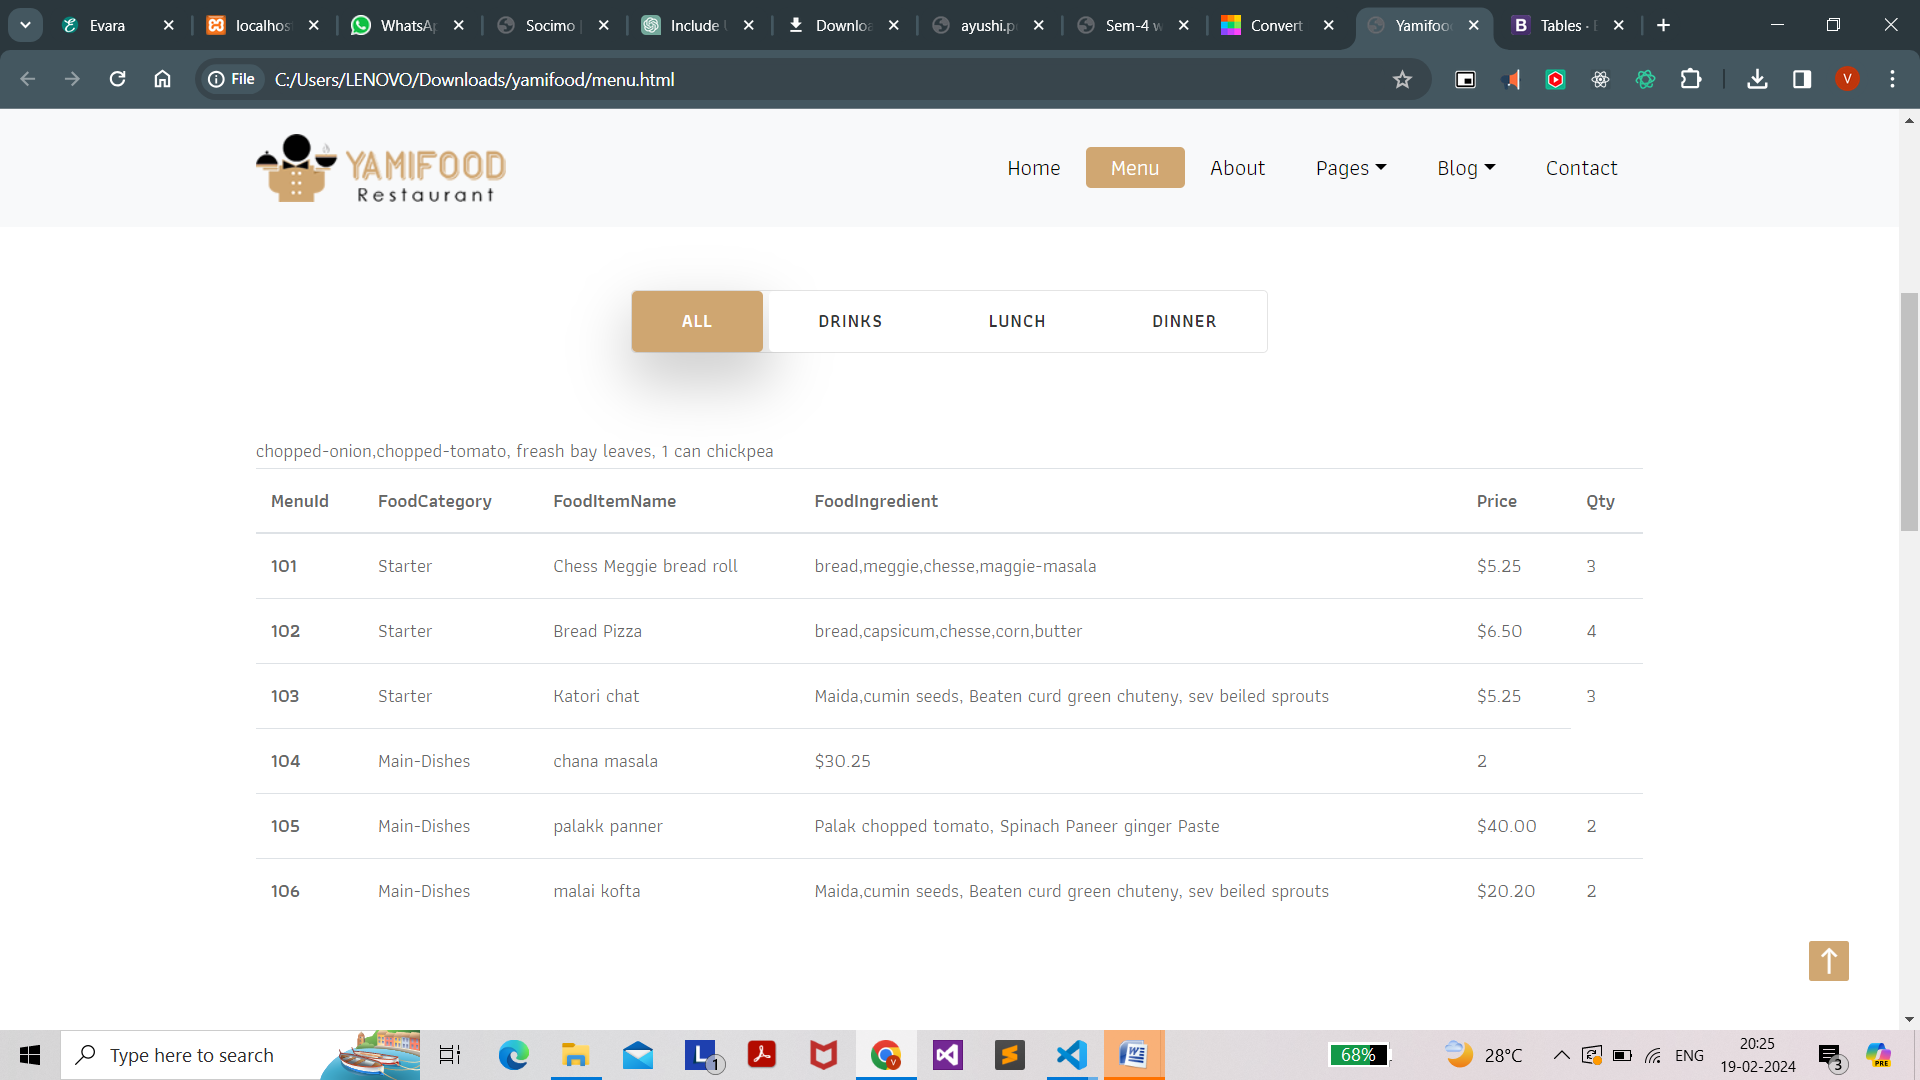 Evara
localhos
WhatsAp
Socimo
Include
Downloa
ayushi.p
Sem-4 w
Convert
Yamifoo
Tables ·
File C:/Users/LENOVO/Downloads/yamifood/menu.html
V
YAMIFOOD
Restaurant
Home Menu About Pages Blog Contact
ALL DRINKS LUNCH DINNER
chopped-onion,chopped-tomato, freash bay leaves, 1 can chickpea
MenuId FoodCategory FoodItemName FoodIngredient Price Qty
101 Starter Chess Meggie bread roll bread,meggie,chesse,maggie-masala $5.25 3
102 Starter Bread Pizza bread,capsicum,chesse,corn,butter $6.50 4
103 Starter Katori chat Maida,cumin seeds, Beaten curd green chuteny, sev beiled sprouts $5.25 3
104 Main-Dishes chana masala $30.25 2
105 Main-Dishes palakk panner Palak chopped tomato, Spinach Paneer ginger Paste $40.00 2
106 Main-Dishes malai kofta Maida,cumin seeds, Beaten curd green chuteny, sev beiled sprouts $20.20 2
Type here to search
L 1
68%
28°C
ENG
20:25
19-02-2024
3
PRE